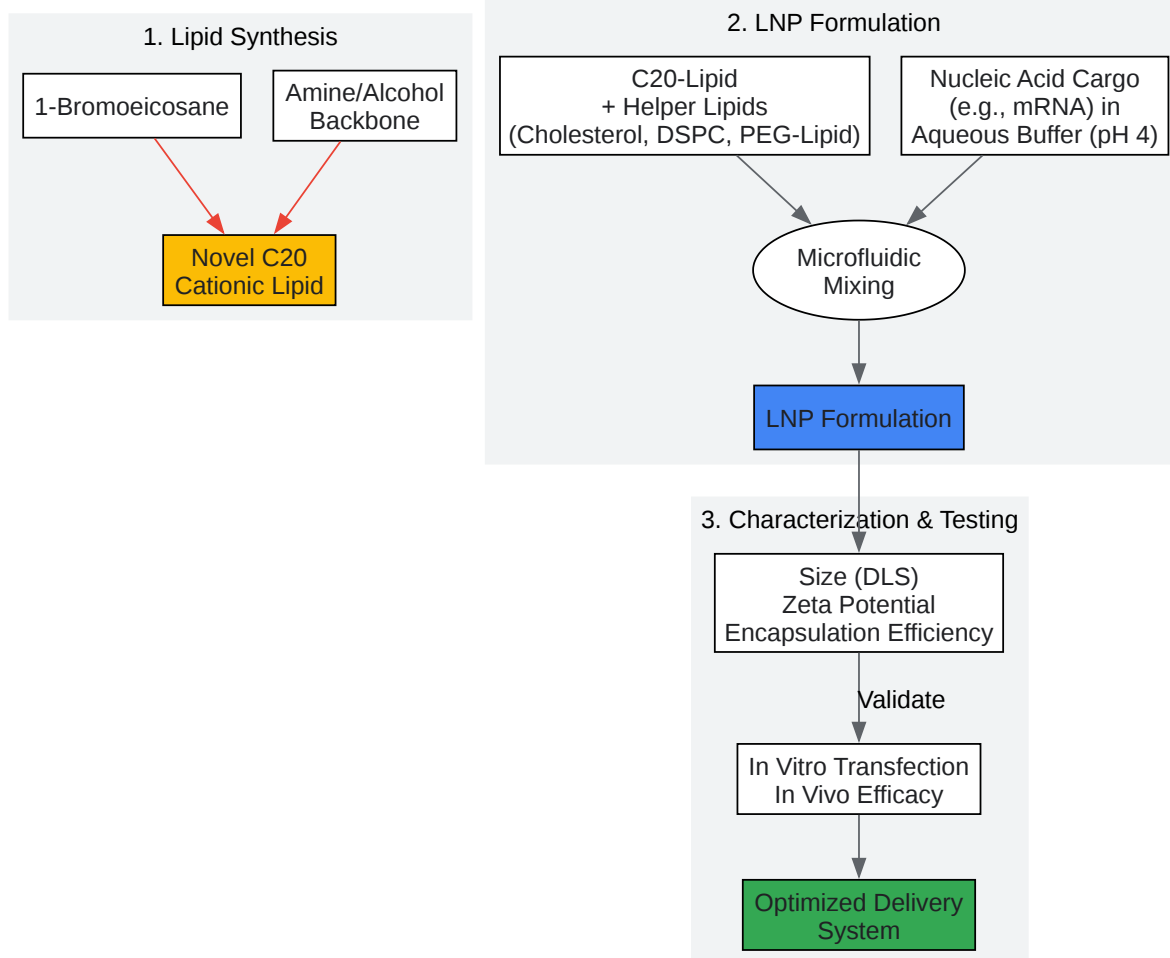 1. Lipid Synthesis
1-Bromoeicosane
Amine/Alcohol
Backbone
Novel C20
Cationic Lipid
2. LNP Formulation
C20-Lipid
+ Helper Lipids
(Cholesterol, DSPC, PEG-Lipid)
Nucleic Acid Cargo
(e.g., mRNA) in
Aqueous Buffer (pH 4)
Microfluidic
Mixing
LNP Formulation
3. Characterization & Testing
Size (DLS)
Zeta Potential
Encapsulation Efficiency
Validate
In Vitro Transfection
In Vivo Efficacy
Optimized Delivery
System